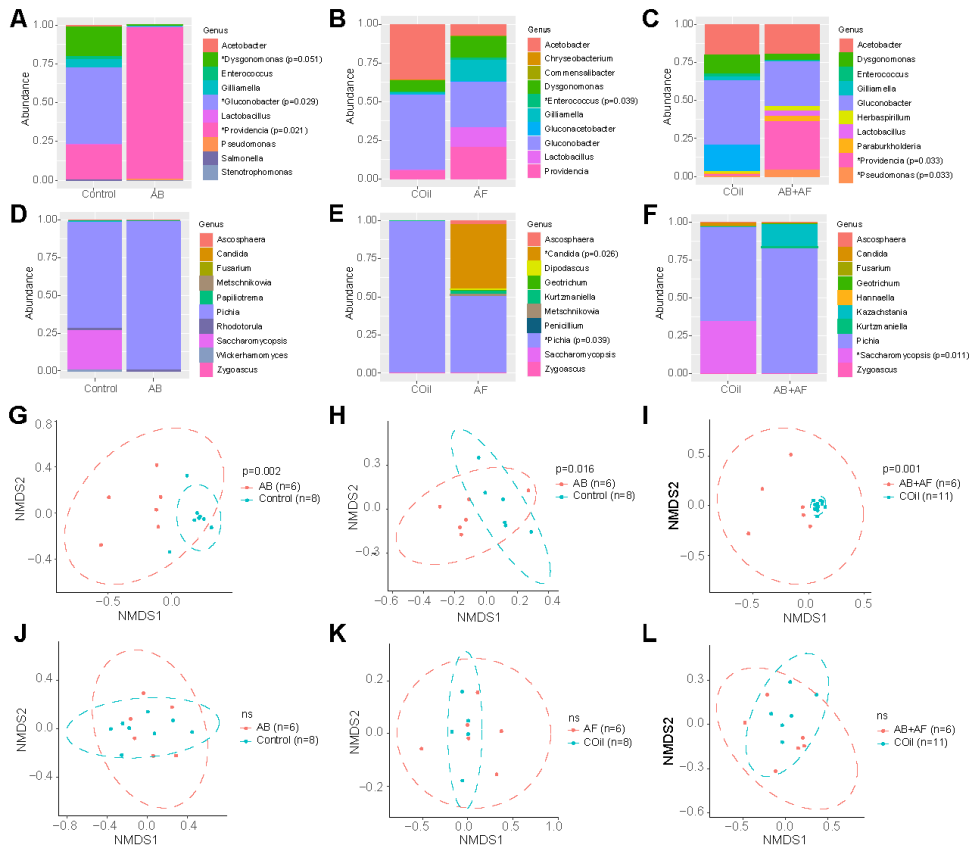 A
Abundance
1.00
0.75
0.50
0.25
0.00
Control
AB
Genus
Acetobacter
*Dysgonomonas (p=0.051)
Enterococcus
Gilliamella
*Gluconobacter (p=0.029)
Lactobacillus
*Providencia (p=0.021)
Pseudomonas
Salmonella
Stenotrophomonas
B
Abundance
1.00
0.75
0.50
0.25
0.00
COil
AF
Genus
Acetobacter
Chryseobacterium
Commensalibacter
Dysgonomonas
*Enterococcus (p=0.039)
Gilliamella
Gluconacetobacter
Gluconobacter
Lactobacillus
Providencia
C
Abundance
1.00
0.75
0.50
0.25
0.00
COil
AB+AF
Genus
Acetobacter
Dysgonomonas
Enterococcus
Gilliamella
Gluconobacter
Herbaspirillum
Lactobacillus
Paraburkholderia
*Providencia (p=0.033)
*Pseudomonas (p=0.033)
D
Abundance
1.00
0.75
0.50
0.25
0.00
Control
AB
Genus
Ascosphaera
Candida
Fusarium
Metschnikowia
Papiliotrema
Pichia
Rhodotorula
Saccharomycopsis
Wickerhamomyces
Zygoascus
E
Abundance
1.00
0.75
0.50
0.25
0.00
COil
AF
Genus
Ascosphaera
*Candida (p=0.026)
Dipodascus
Geotrichum
Kurtzmaniella
Metschnikowia
Penicillium
*Pichia (p=0.039)
Saccharomycopsis
Zygoascus
F
Abundance
1.00
0.75
0.50
0.25
0.00
COil
AB+AF
Genus
Ascosphaera
Candida
Fusarium
Geotrichum
Hannaella
Kazachstania
Kurtzmaniella
Pichia
*Saccharomycopsis (p=0.011)
Zygoascus
G
NMDS2
0.8
0.4
0.0
−0.4
−0.5
0.0
NMDS1
p=0.002
AB (n=6)
Control (n=8)
H
NMDS2
0.3
0.0
−0.3
−0.6
−0.4
−0.2
0.0
0.2
0.4
NMDS1
p=0.016
AB (n=6)
Control (n=8)
I
NMDS2
0.5
0.0
−0.5
−0.5
0.0
0.5
NMDS1
p=0.001
AB+AF (n=6)
COil (n=11)
J
NMDS2
0.4
0.0
−0.4
−0.8
−0.4
0.0
0.4
NMDS1
ns
AB (n=6)
Control (n=8)
K
NMDS2
0.2
0.0
−0.2
−0.5
0.0
0.5
1.0
NMDS1
ns
AF (n=6)
COil (n=8)
L
NMDS2
0.3
0.0
−0.3
−0.6
−0.5
0.0
0.5
NMDS1
ns
AB+AF (n=6)
COil (n=11)